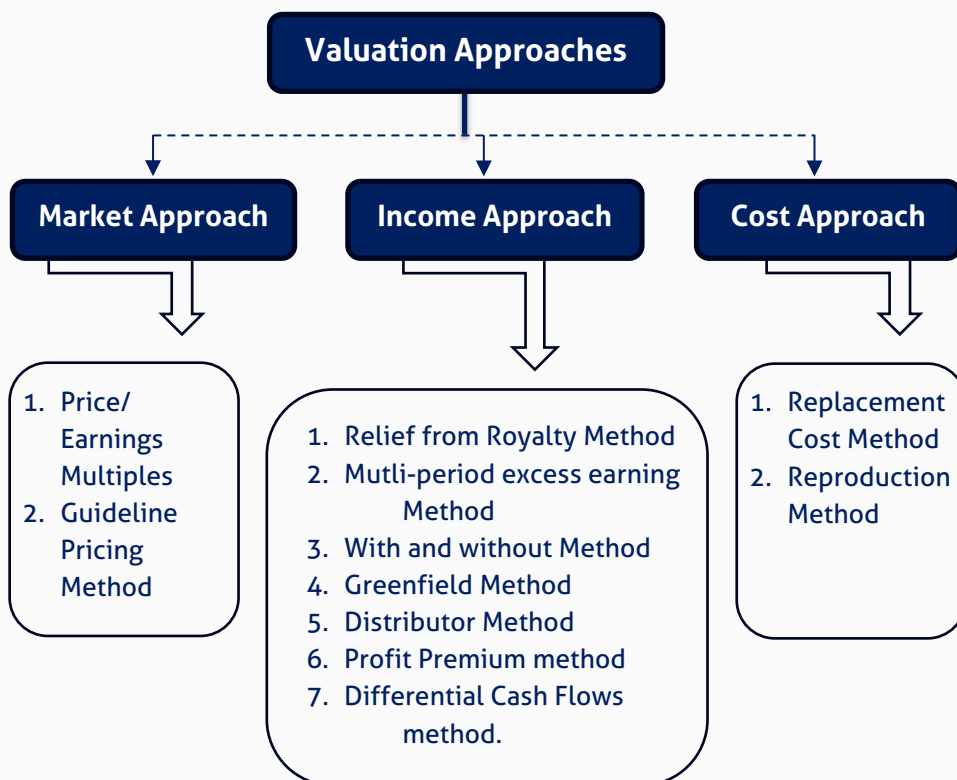 Valuation Approaches
Market Approach
Income Approach
Cost Approach
1. Price/
Earnings
Multiples
2. Guideline
Pricing
Method
1. Relief from Royalty Method
2. Mutli-period excess earning
Method
3. With and without Method
4. Greenfield Method
5. Distributor Method
6. Profit Premium method
7. Differential Cash Flows
method.
1. Replacement
Cost Method
2. Reproduction
Method